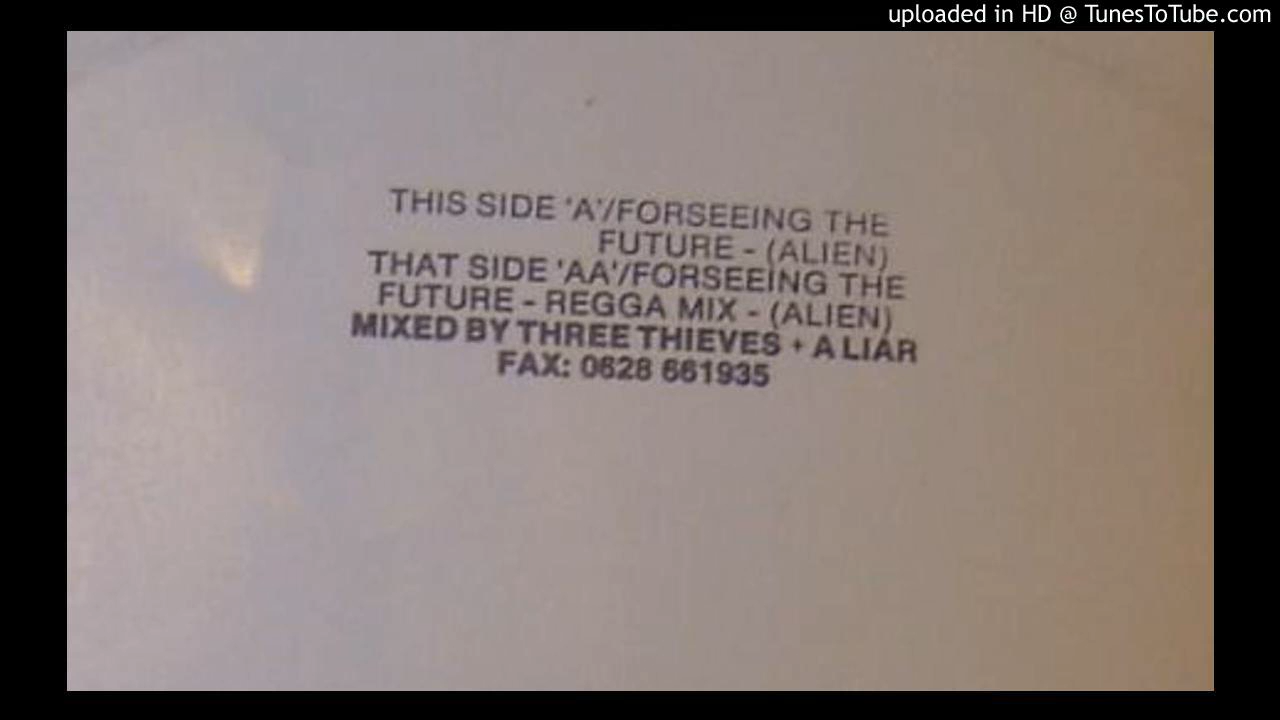 uploaded in HD @ TunesToTube.com
THIS SIDE 'A'/FORSEEING THE
FUTURE - (ALIEN)
THAT SIDE 'AA'/FORSEEING THE
FUTURE - REGGA MIX - (ALIEN)
MIXED BY THREE THIEVES + A LIAR
FAX: 0628 661935